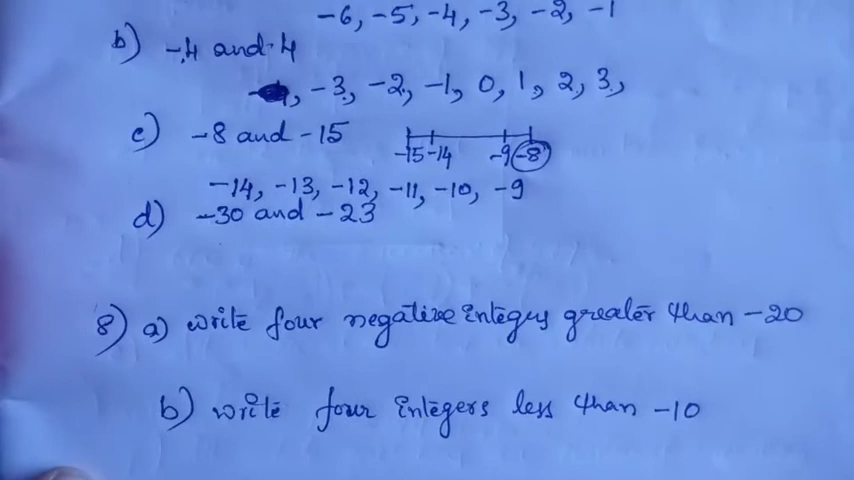 -6, -5, -4, -3, -2, -1
b) -4 and 4
, -3, -2, -1, 0, 1, 2, 3,
c) -8 and -15
-15 -14 -9 -8
-14, -13, -12, -11, -10, -9
d) -30 and -23
8) a) write four negative integers greater than -20
b) write four integers less than -10